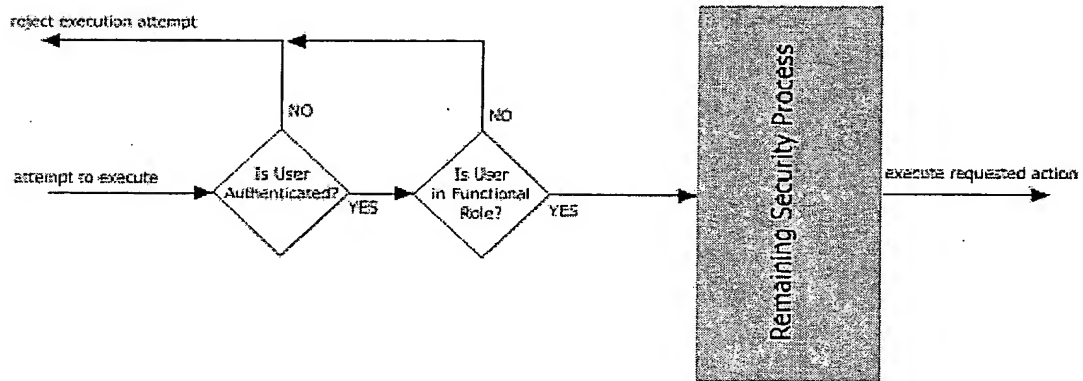 reject execution attempt
NO
NO
attempt to execute
Is User
Authenticated?
YES
Is User
in Functional
Role?
YES
Remaining Security Process
execute requested action